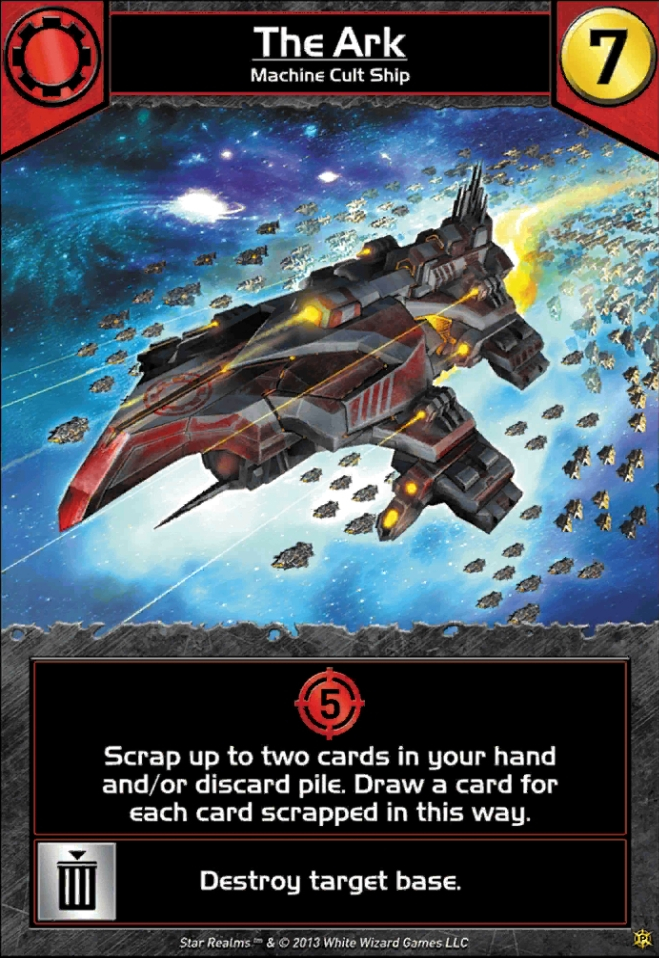 The Ark
7
Machine Cult Ship
5
Scrap up to two cards in your hand
and/or discard pile. Draw a card for
each card scrapped in this way.
Destroy target base.
Star Realms™ & © 2013 White Wizard Games LLC
P